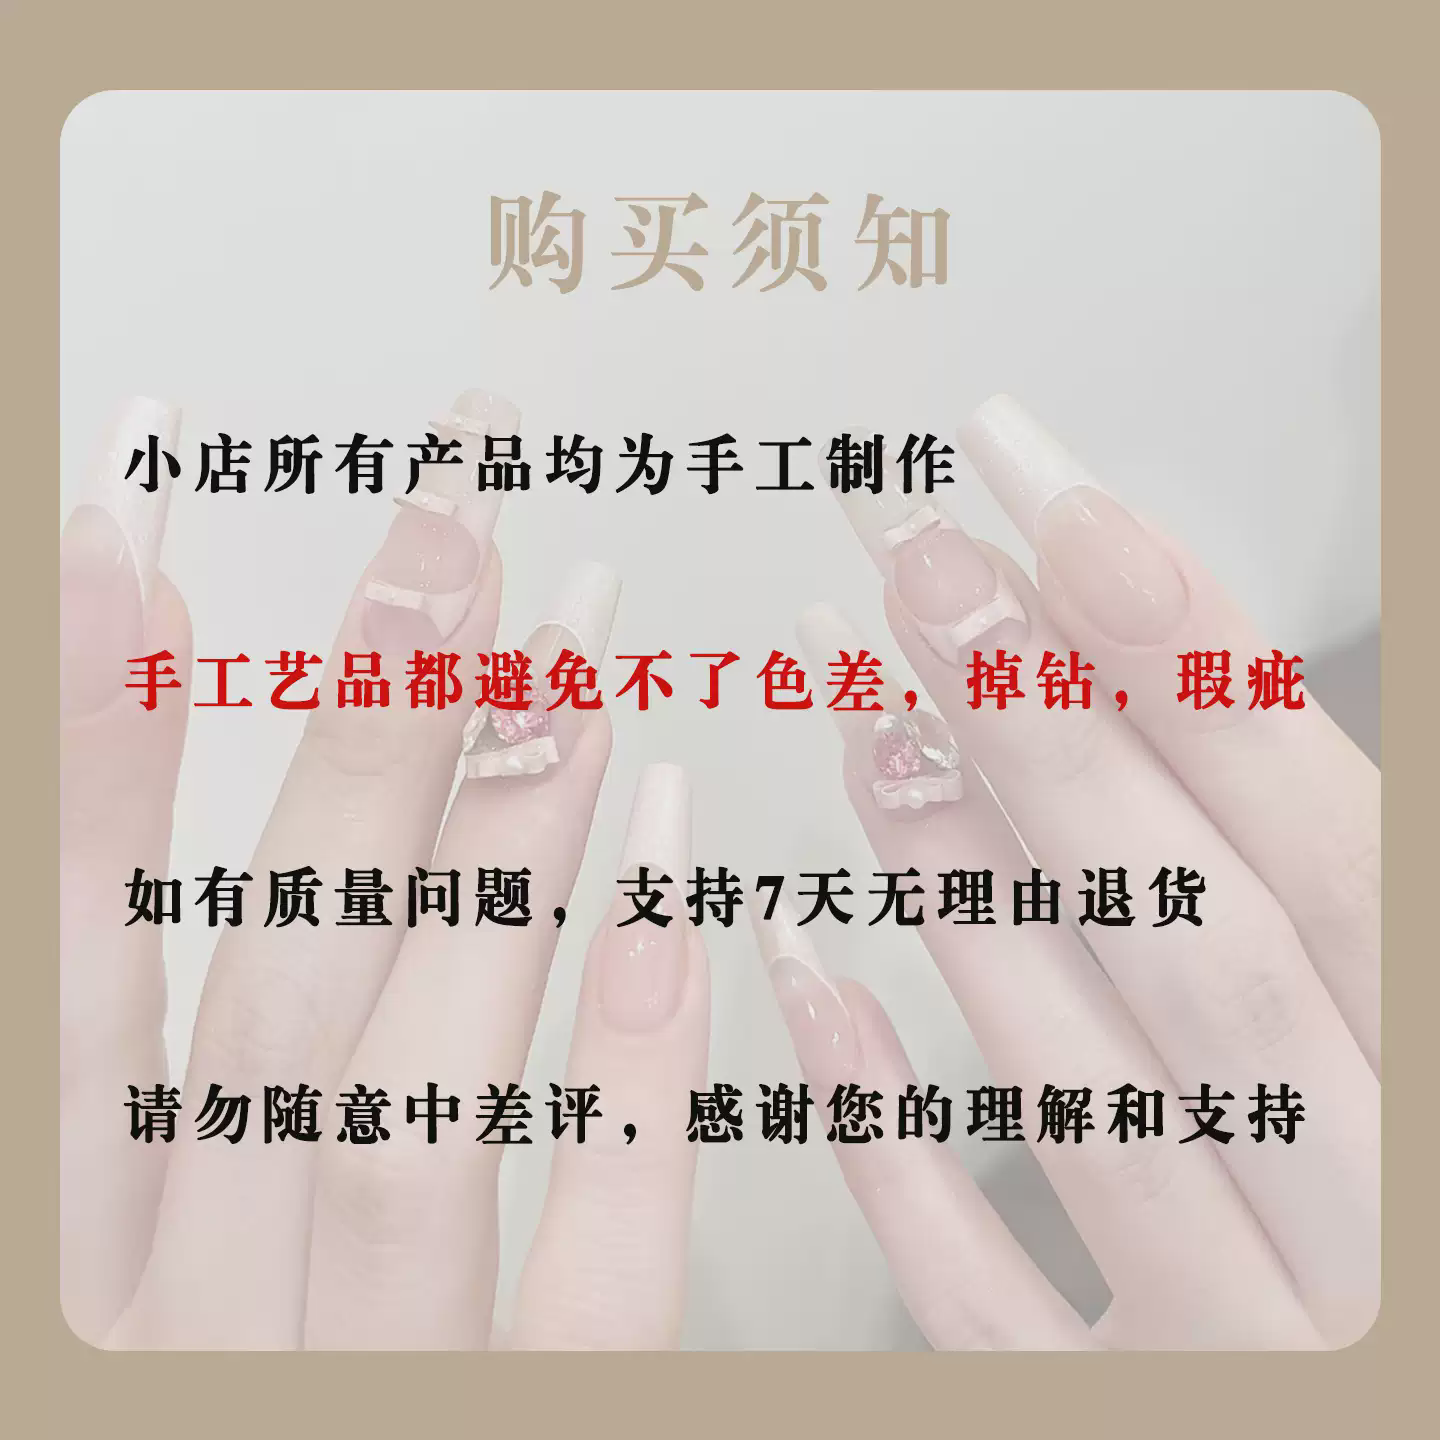 购买须知
小店所有产品均为手工制作
手工艺品都避免不了色差，掉钻，瑕疵
如有质量问题，支持7天无理由退货
请勿随意中差评，感谢您的理解和支持